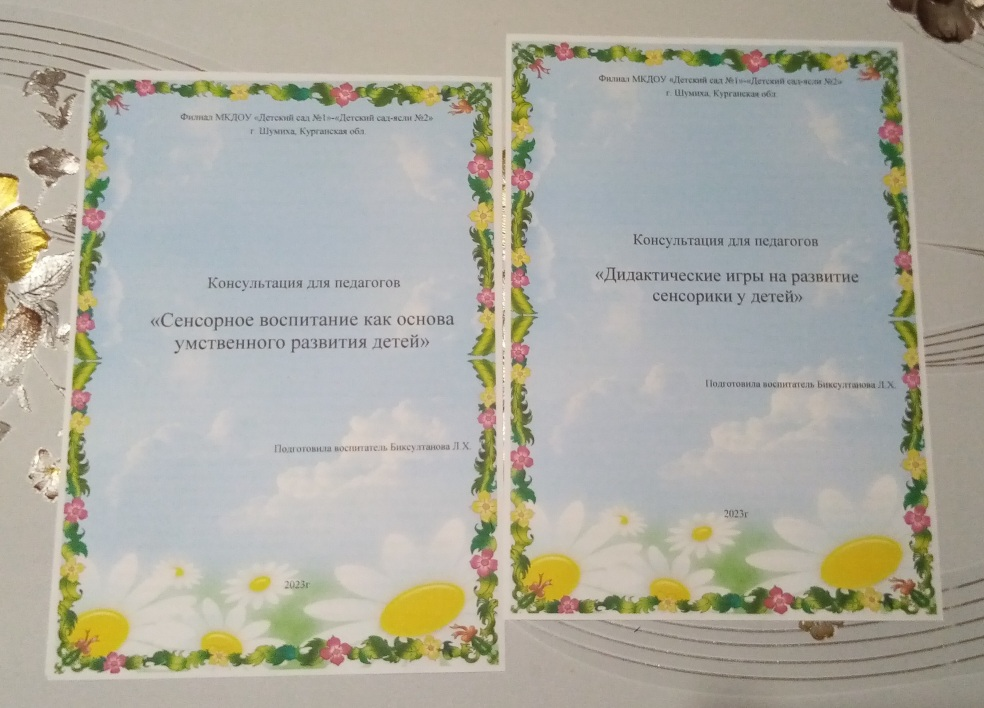 Филиал МКДОУ «Детский сад №1»-«Детский сад-ясли №2»
г. Шумиха, Курганская обл.
Консультация для педагогов
«Сенсорное воспитание как основа
умственного развития детей»
Подготовила воспитатель Биксултанова Л.Х.
2023г
Филиал МКДОУ «Детский сад №1»-«Детский сад-ясли №2»
г. Шумиха, Курганская обл.
Консультация для педагогов
«Дидактические игры на развитие
сенсорики у детей»
Подготовила воспитатель Биксултанова Л.Х.
2023г